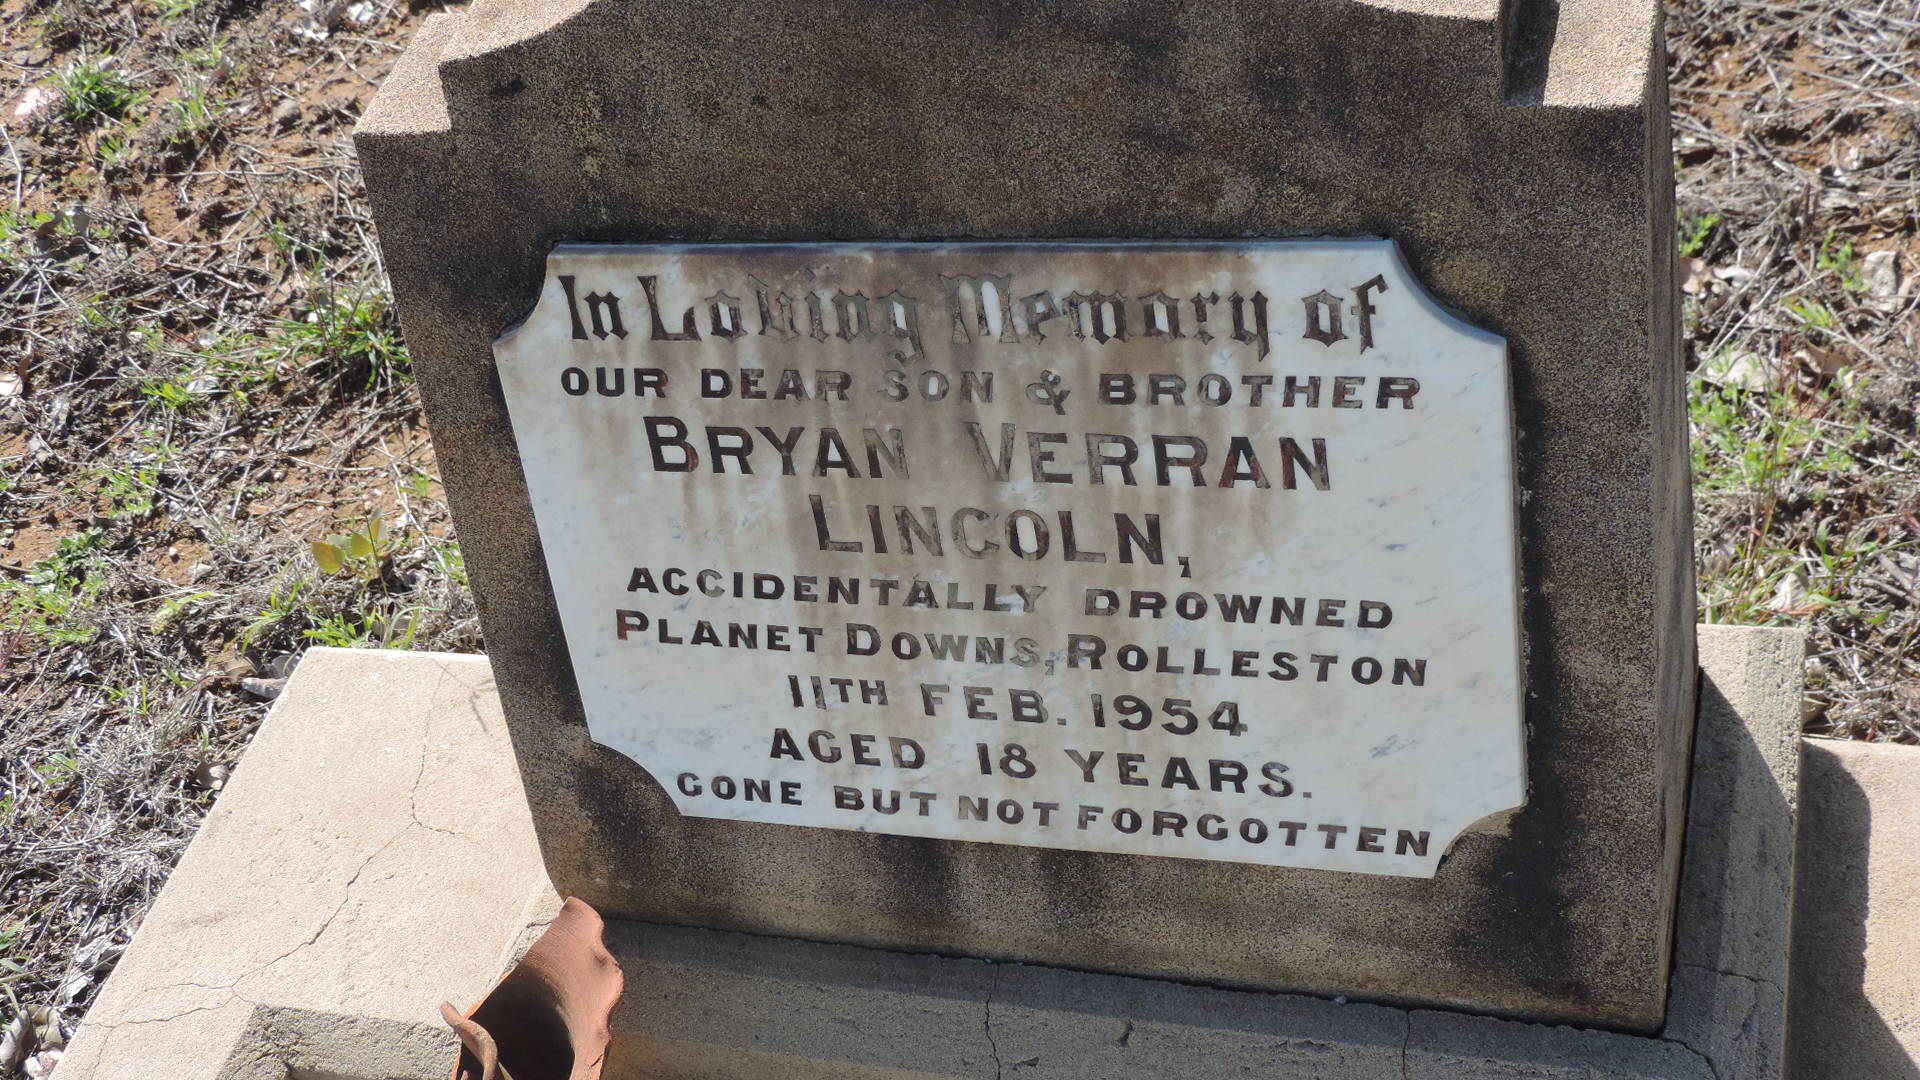 In Loving Memory of
OUR DEAR SON & BROTHER
BRYAN VERRAN
LINCOLN,
ACCIDENTALLY DROWNED
PLANET DOWNS, ROLLESTON
11TH FEB. 1954
AGED 18 YEARS.
GONE BUT NOT FORGOTTEN